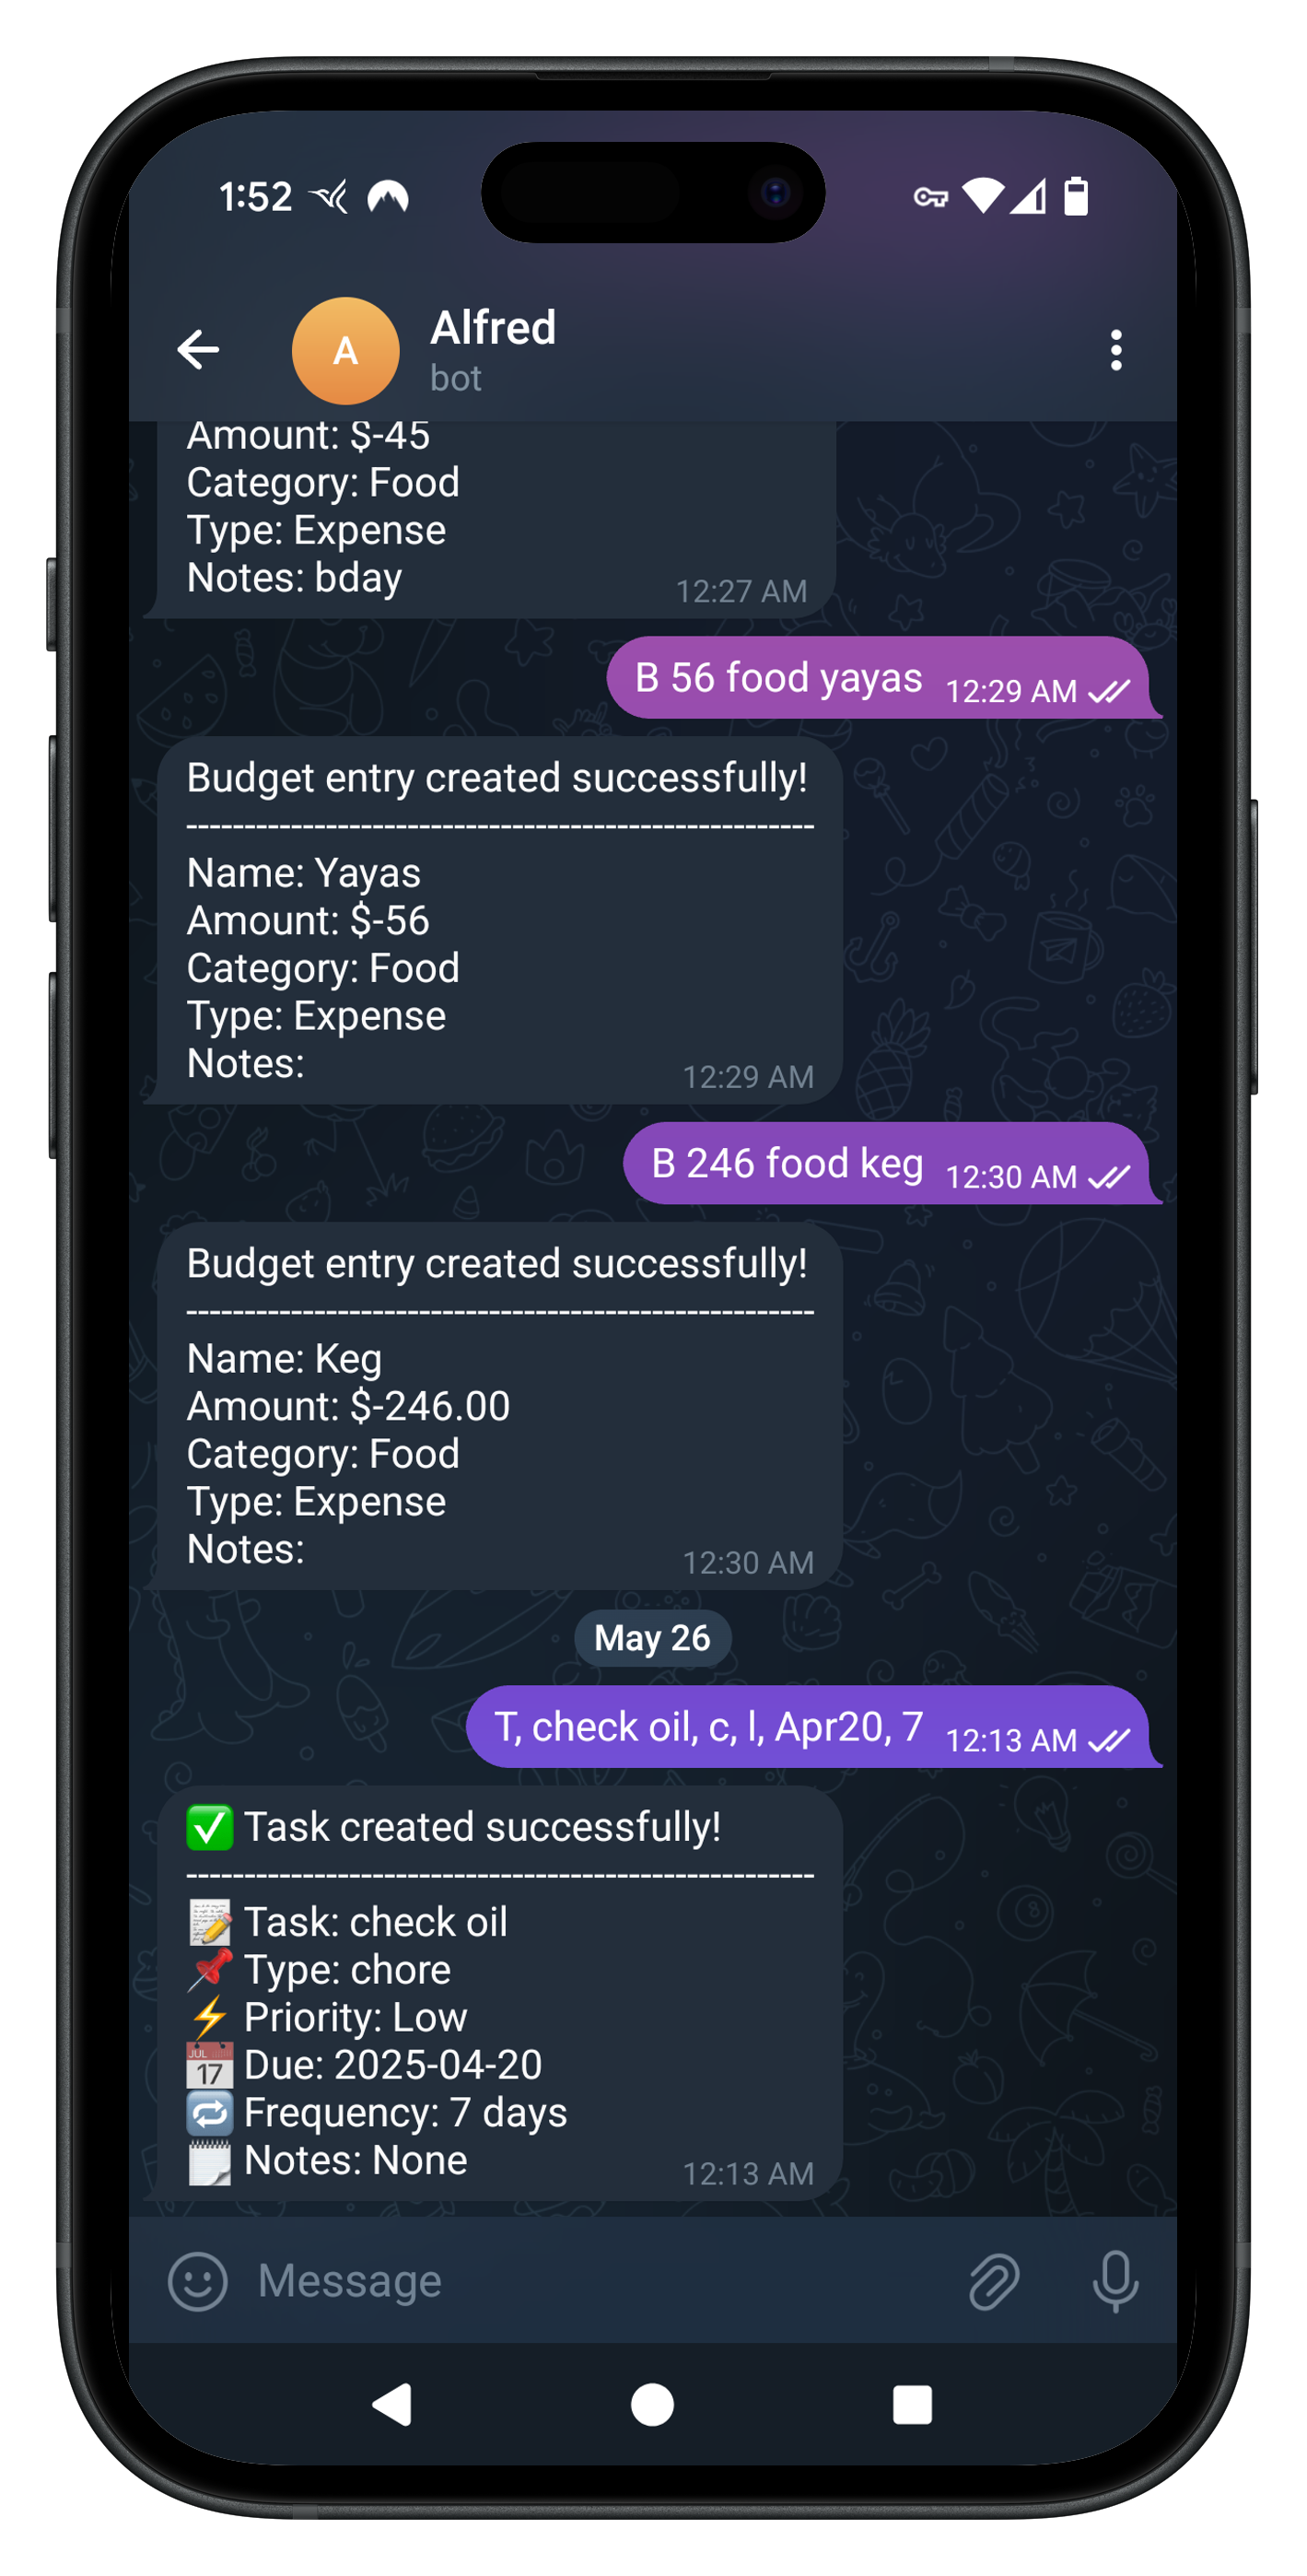 1:52
A
Alfred
bot
Amount: $-45
Category: Food
Type: Expense
Notes: bday
12:27 AM
B 56 food yayas 12:29 AM
Budget entry created successfully!
------------------------------------------------------
Name: Yayas
Amount: $-56
Category: Food
Type: Expense
Notes:
12:29 AM
B 246 food keg 12:30 AM
Budget entry created successfully!
------------------------------------------------------
Name: Keg
Amount: $-246.00
Category: Food
Type: Expense
Notes:
12:30 AM
May 26
T, check oil, c, l, Apr20, 7 12:13 AM
✅ Task created successfully!
------------------------------------------------------
📝 Task: check oil
📌 Type: chore
⚡ Priority: Low
📅 Due: 2025-04-20
🔁 Frequency: 7 days
🗒️ Notes: None
12:13 AM
Message